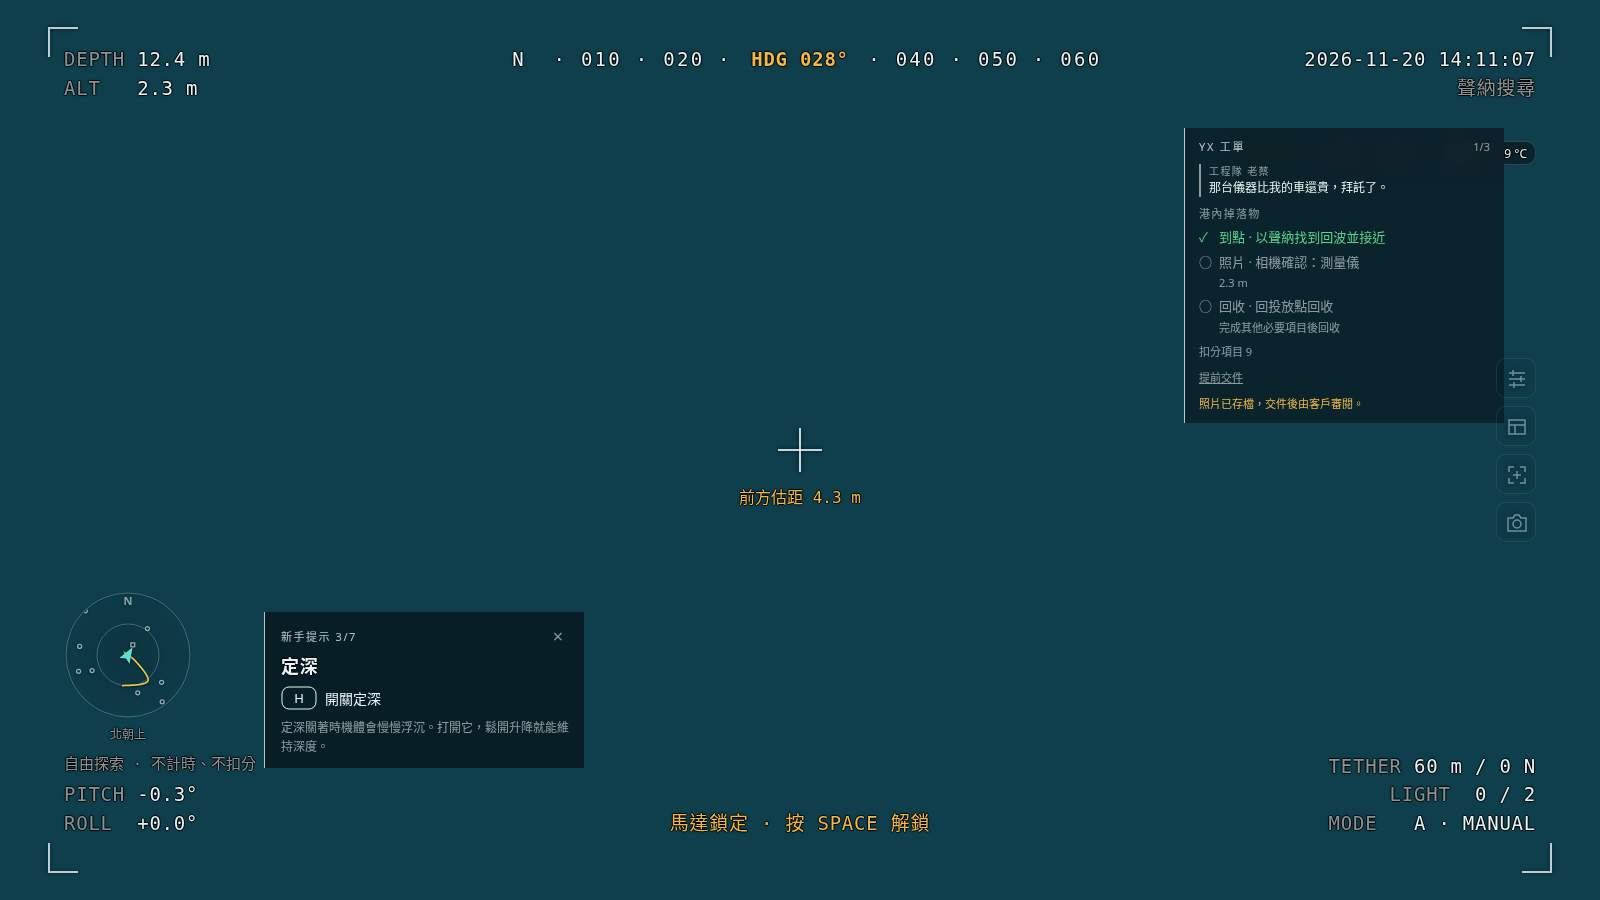 DEPTH 12.4 m
ALT 2.3 m
N · 010 · 020 · HDG 028° · 040 · 050 · 060
2026-11-20 14:11:07
聲納搜尋
9 °C
YX 工單 1/3
工程隊 老蔡
那台儀器比我的車還貴，拜託了。
港內掉落物
✓ 到點 · 以聲納找到回波並接近
照片 · 相機確認：測量儀
2.3 m
回收 · 回投放點回收
完成其他必要項目後回收
扣分項目 9
提前交件
照片已存檔，交件後由客戶審閱。
前方估距 4.3 m
N
北朝上
自由探索 · 不計時、不扣分
PITCH -0.3°
ROLL +0.0°
新手提示 3/7 ×
定深
H 開關定深
定深關著時機體會慢慢浮沉。打開它，鬆開升降就能維
持深度。
馬達鎖定 · 按 SPACE 解鎖
TETHER 60 m / 0 N
LIGHT 0 / 2
MODE A · MANUAL